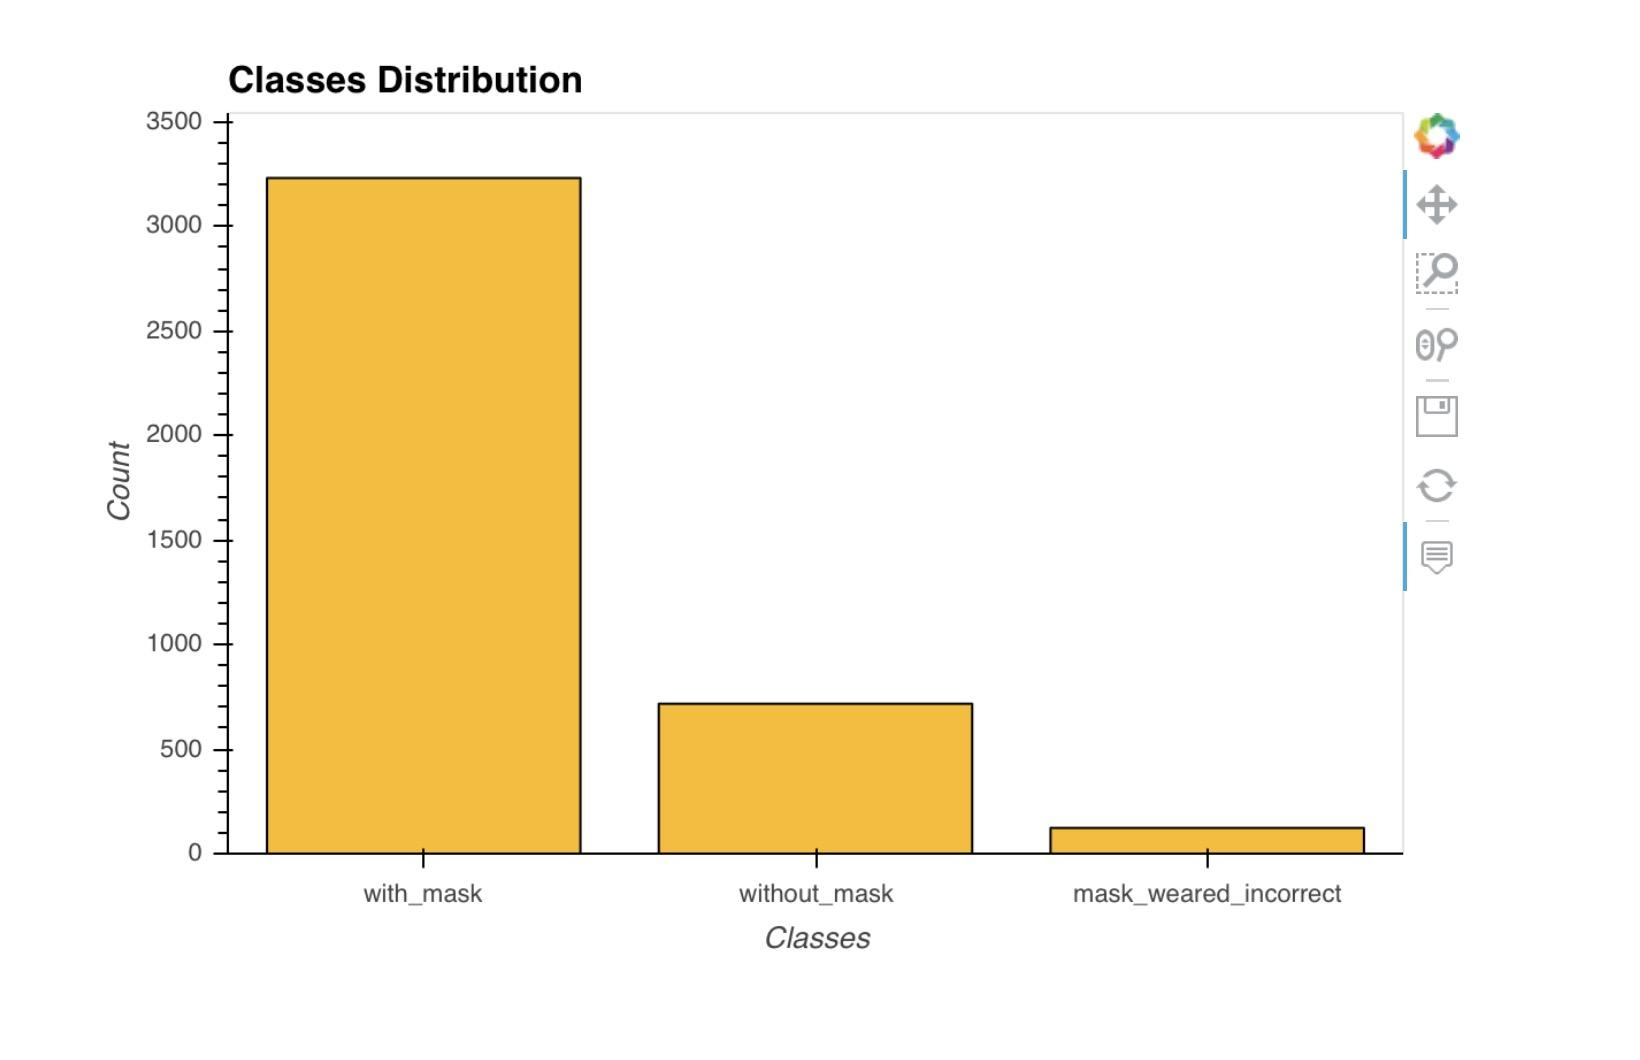 Classes Distribution
3500
3000
2500
2000
1500
1000
500
0
Count
with_mask without_mask mask_weared_incorrect
Classes